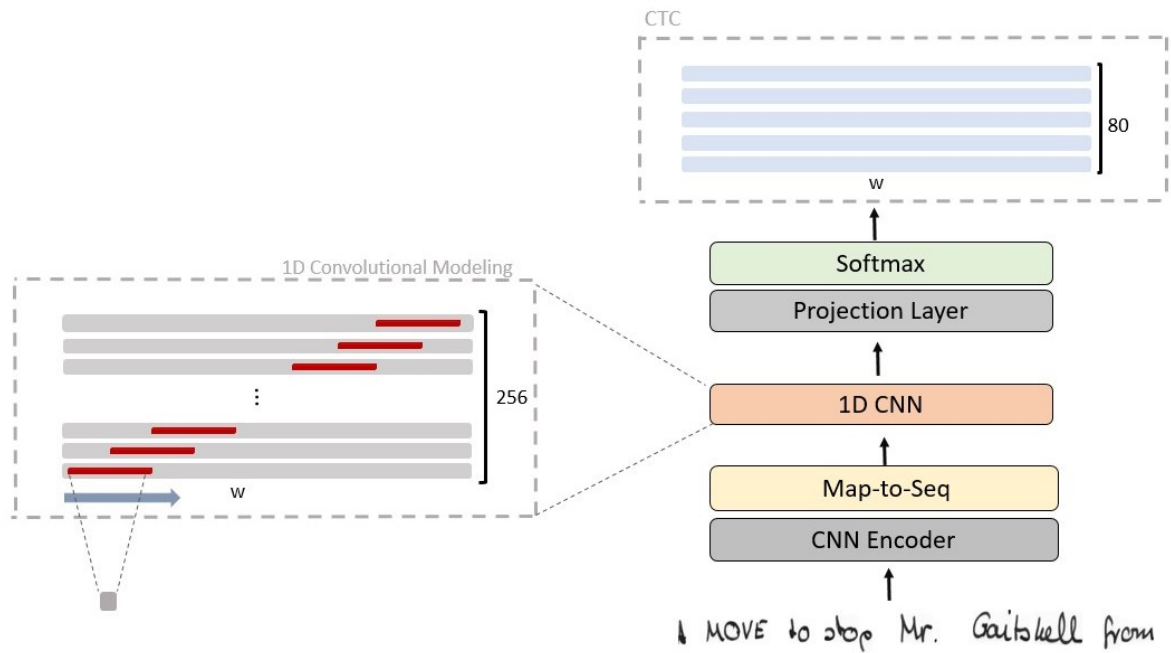 CTC
80
w
Softmax
Projection Layer
1D Convolutional Modeling
256
⋮
1D CNN
w
Map-to-Seq
CNN Encoder
A MOVE to stop Mr. Gaitskell from